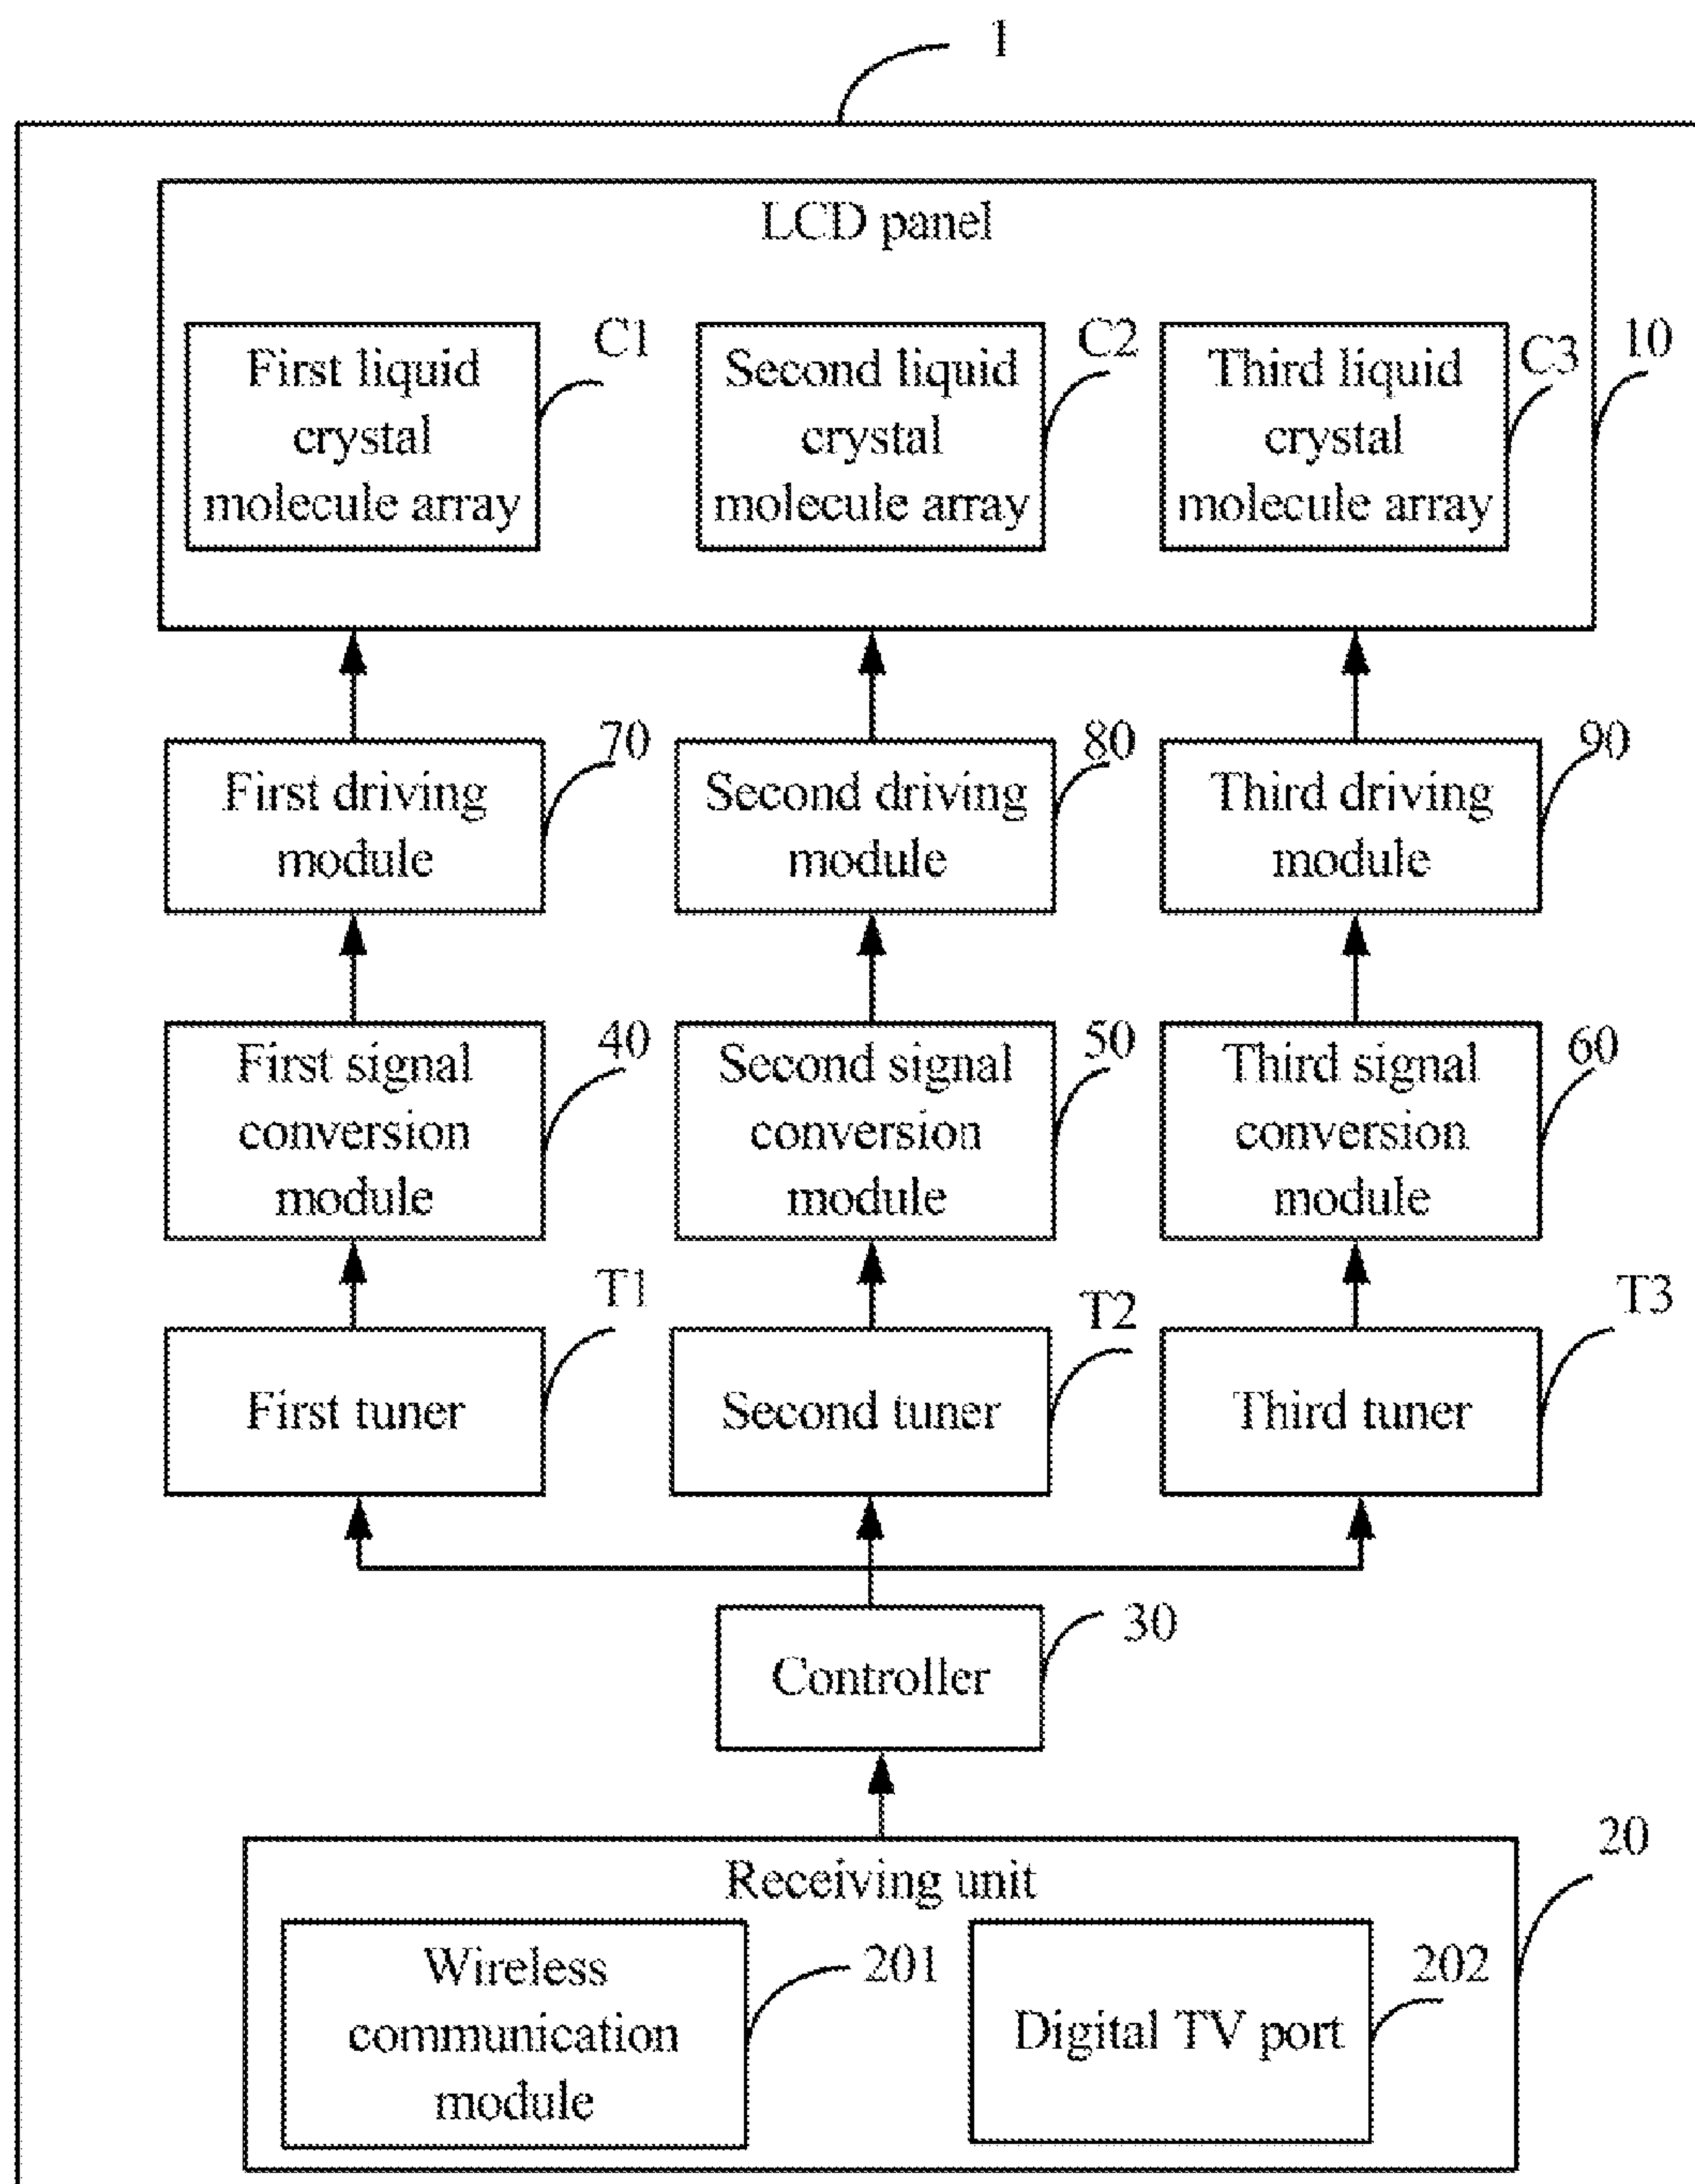 1
LCD panel
First liquid
crystal
molecule array
C1
Second liquid
crystal
molecule array
C2
Third liquid
crystal
molecule array
C3
10
First driving
module
70
Second driving
module
80
Third driving
module
90
First signal
conversion
module
40
Second signal
conversion
module
50
Third signal
conversion
module
60
First tuner
T1
Second tuner
T2
Third tuner
T3
Controller
30
Receiving unit
20
Wireless
communication
module
201
Digital TV port
202